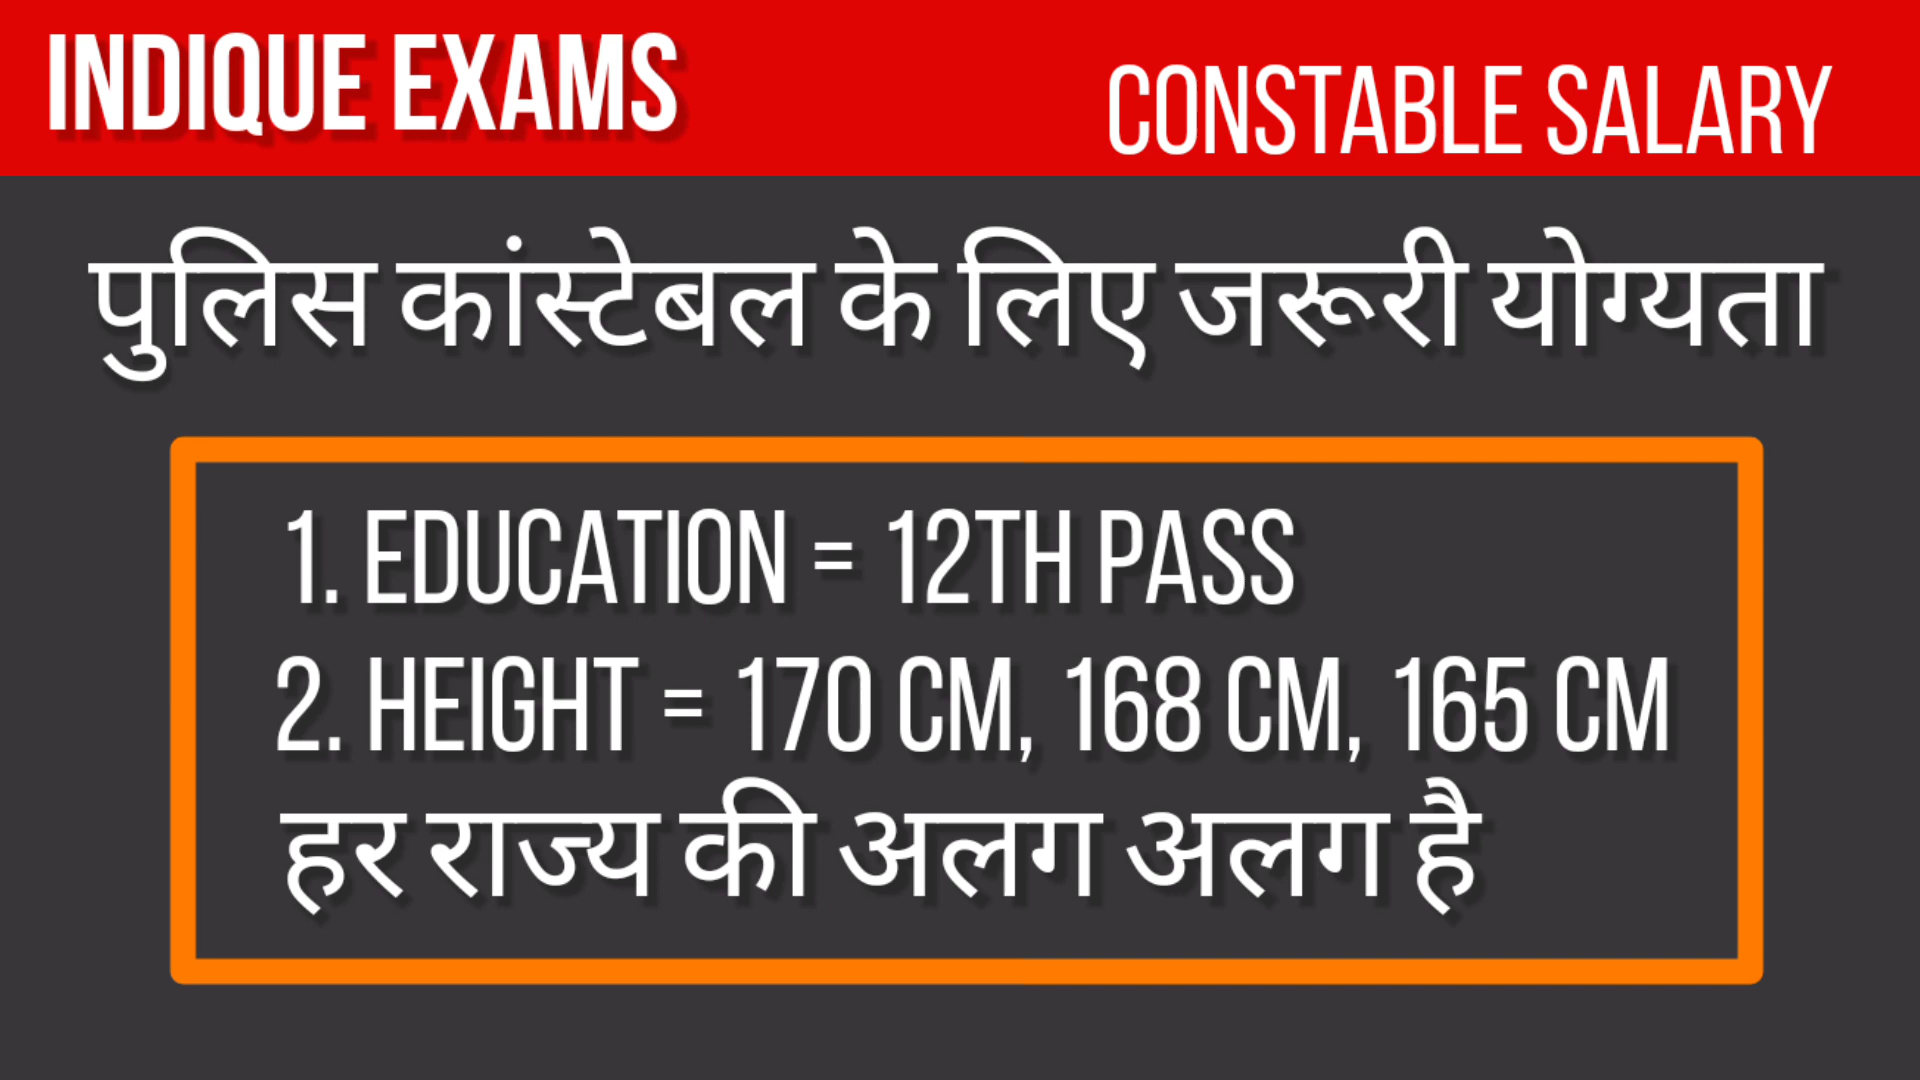 INDIQUE EXAMS
CONSTABLE SALARY
पुलिस कांस्टेबल के लिए जरूरी योग्यता
1. EDUCATION = 12TH PASS
2. HEIGHT = 170 CM, 168 CM, 165 CM
हर राज्य की अलग अलग है